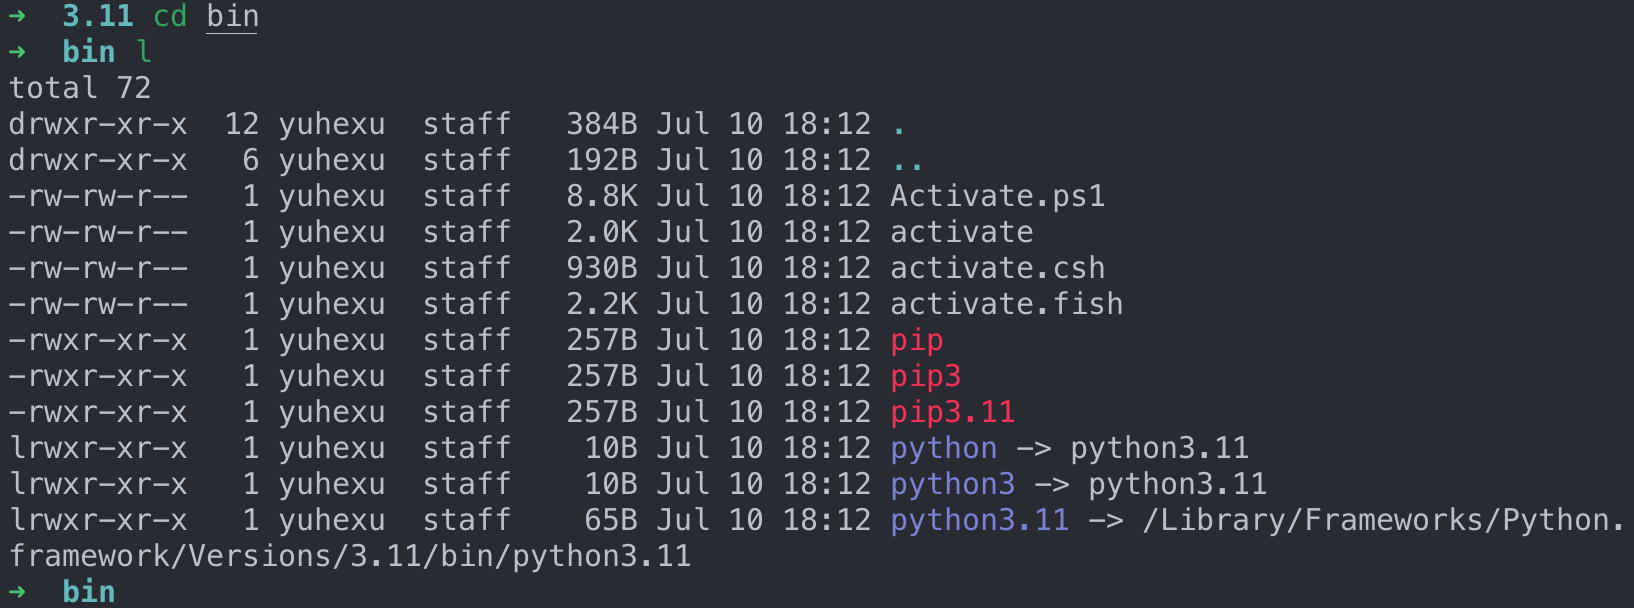 → 3.11 cd bin
→ bin l
total 72
drwxr-xr-x  12 yuhexu  staff   384B Jul 10 18:12 .
drwxr-xr-x   6 yuhexu  staff   192B Jul 10 18:12 ..
-rw-rw-r--   1 yuhexu  staff   8.8K Jul 10 18:12 Activate.ps1
-rw-rw-r--   1 yuhexu  staff   2.0K Jul 10 18:12 activate
-rw-rw-r--   1 yuhexu  staff   930B Jul 10 18:12 activate.csh
-rw-rw-r--   1 yuhexu  staff   2.2K Jul 10 18:12 activate.fish
-rwxr-xr-x   1 yuhexu  staff   257B Jul 10 18:12 pip
-rwxr-xr-x   1 yuhexu  staff   257B Jul 10 18:12 pip3
-rwxr-xr-x   1 yuhexu  staff   257B Jul 10 18:12 pip3.11
lrwxr-xr-x   1 yuhexu  staff    10B Jul 10 18:12 python -> python3.11
lrwxr-xr-x   1 yuhexu  staff    10B Jul 10 18:12 python3 -> python3.11
lrwxr-xr-x   1 yuhexu  staff    65B Jul 10 18:12 python3.11 -> /Library/Frameworks/Python.
framework/Versions/3.11/bin/python3.11
→ bin